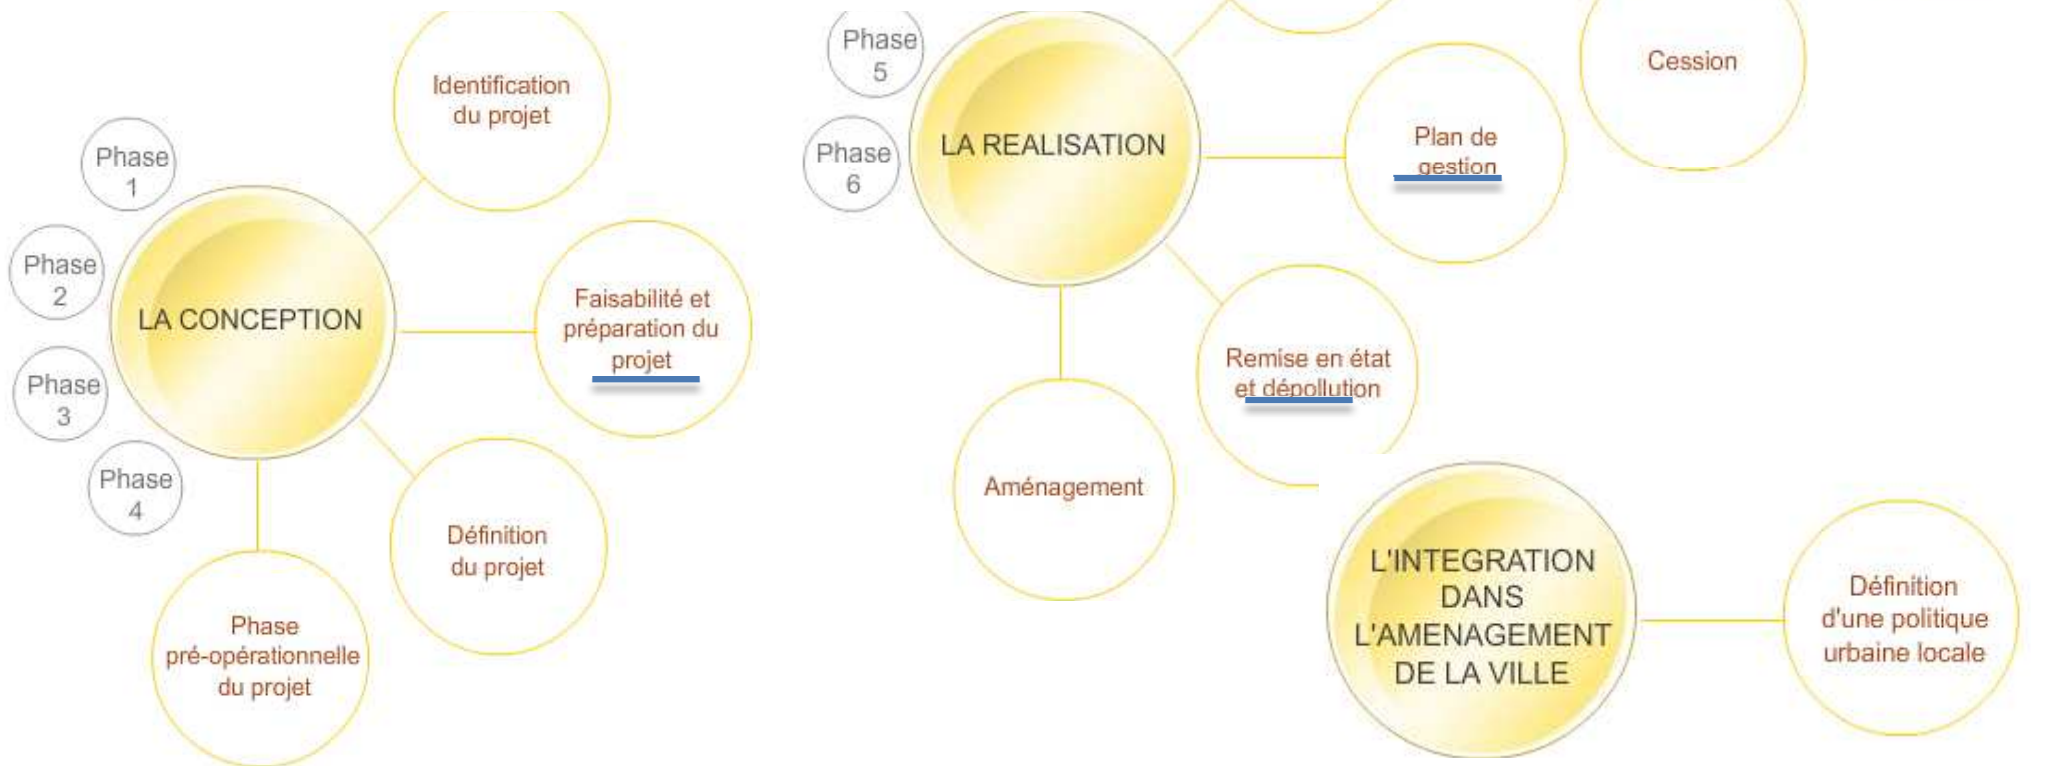 Identification
du projet
Phase
1
Phase
2
LA CONCEPTION
Faisabilité et
préparation du
projet
Phase
3
Phase
4
Définition
du projet
Phase
pré-opérationnelle
du projet
Phase
5
Phase
6
LA REALISATION
Cession
Plan de
gestion
Remise en état
et dépollution
Aménagement
L'INTEGRATION
DANS
L'AMENAGEMENT
DE LA VILLE
Définition
d'une politique
urbaine locale